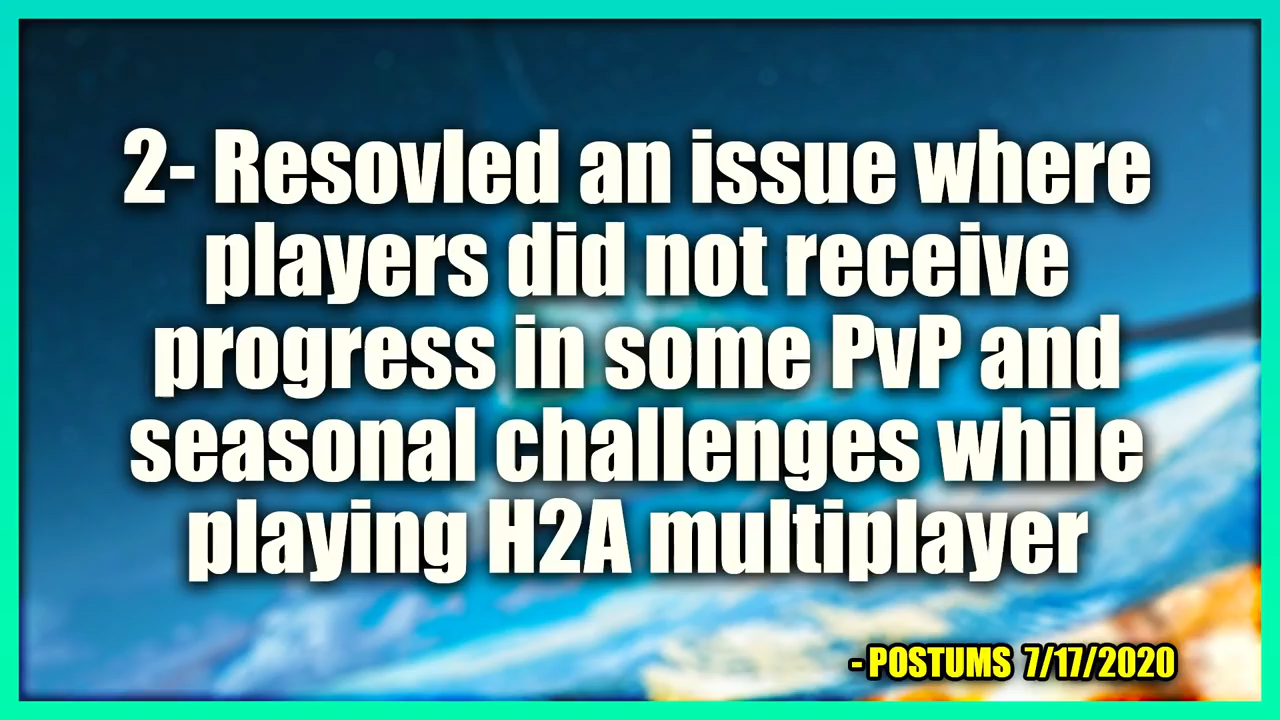 2- Resovled an issue where
players did not receive
progress in some PvP and
seasonal challenges while
playing H2A multiplayer
- POSTUMS 7/17/2020